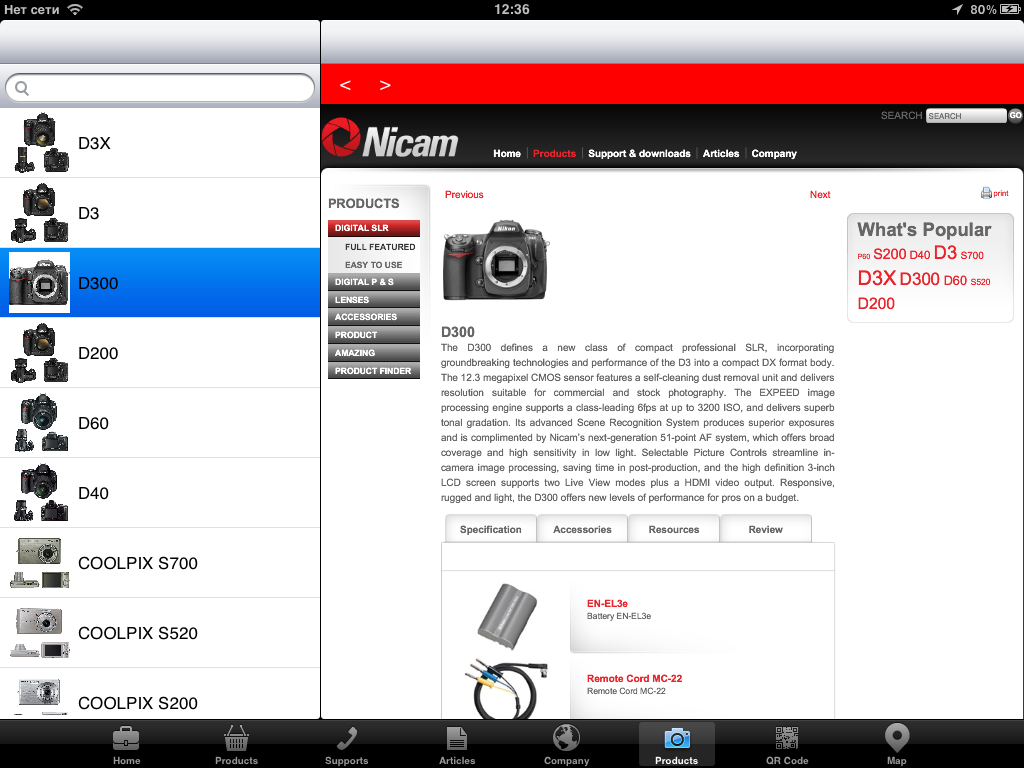 Нет сети
12:36
80%
D3X
D3
D300
D200
D60
D40
COOLPIX S700
COOLPIX S520
COOLPIX S200
< >
SEARCH SEARCH GO
Nicam
Home Products Support & downloads Articles Company
PRODUCTS
DIGITAL SLR
FULL FEATURED
EASY TO USE
DIGITAL P & S
LENSES
ACCESSORIES
PRODUCT
AMAZING
PRODUCT FINDER
Previous Next
print
Nikon
D300
The D300 defines a new class of compact professional SLR, incorporating
groundbreaking technologies and performance of the D3 into a compact DX format body.
The 12.3 megapixel CMOS sensor features a self-cleaning dust removal unit and delivers
resolution suitable for commercial and stock photography. The EXPEED image
processing engine supports a class-leading 6fps at up to 3200 ISO, and delivers superb
tonal gradation. Its advanced Scene Recognition System produces superior exposures
and is complimented by Nicam's next-generation 51-point AF system, which offers broad
coverage and high sensitivity in low light. Selectable Picture Controls streamline in-
camera image processing, saving time in post-production, and the high definition 3-inch
LCD screen supports two Live View modes plus a HDMI video output. Responsive,
rugged and light, the D300 offers new levels of performance for pros on a budget.
Specification Accessories Resources Review
EN-EL3e
Battery EN-EL3e
Remote Cord MC-22
Remote Cord MC-22
What's Popular
P60 S200 D40 D3 S700
D3X D300 D60 S520
D200
Home Products Supports Articles Company Products QR Code Map